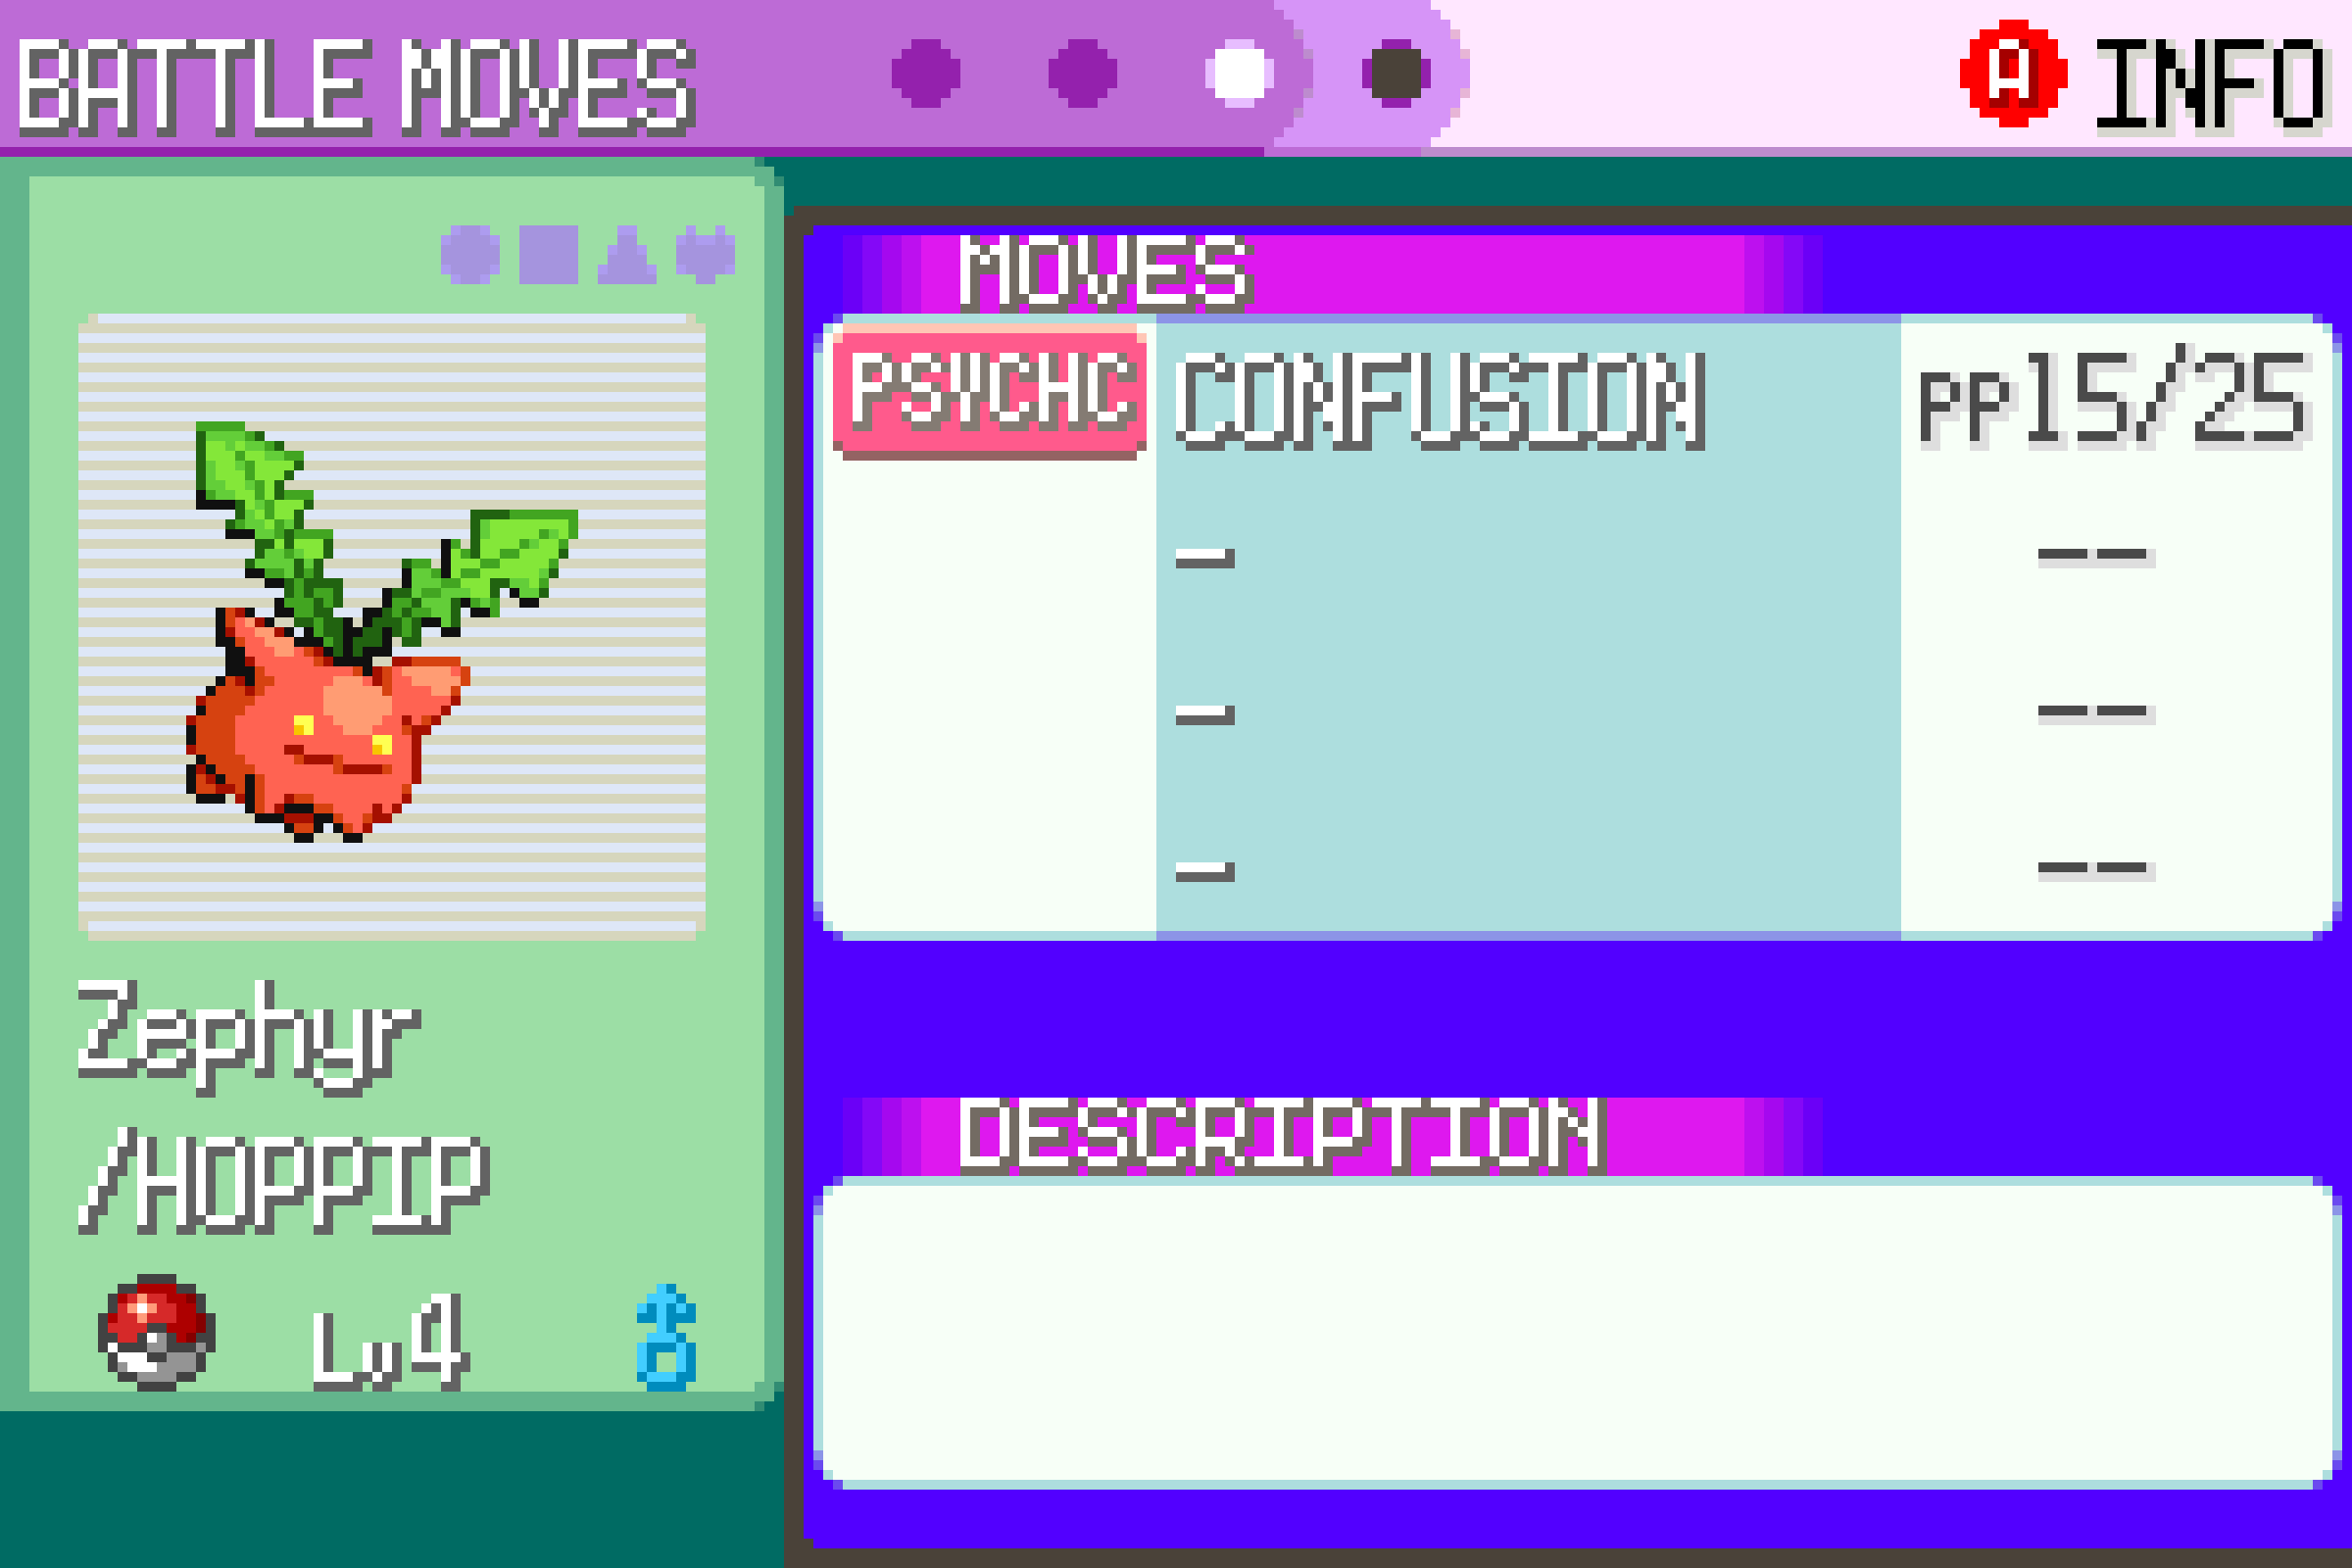 BATTLE MOVES
A INFO
MOVES
PSYCHC CONFUSION PP15/25
— ——
— ——
— ——
Zephyr
/HOPPIP
Lv4 ♂
DESCRIPTION